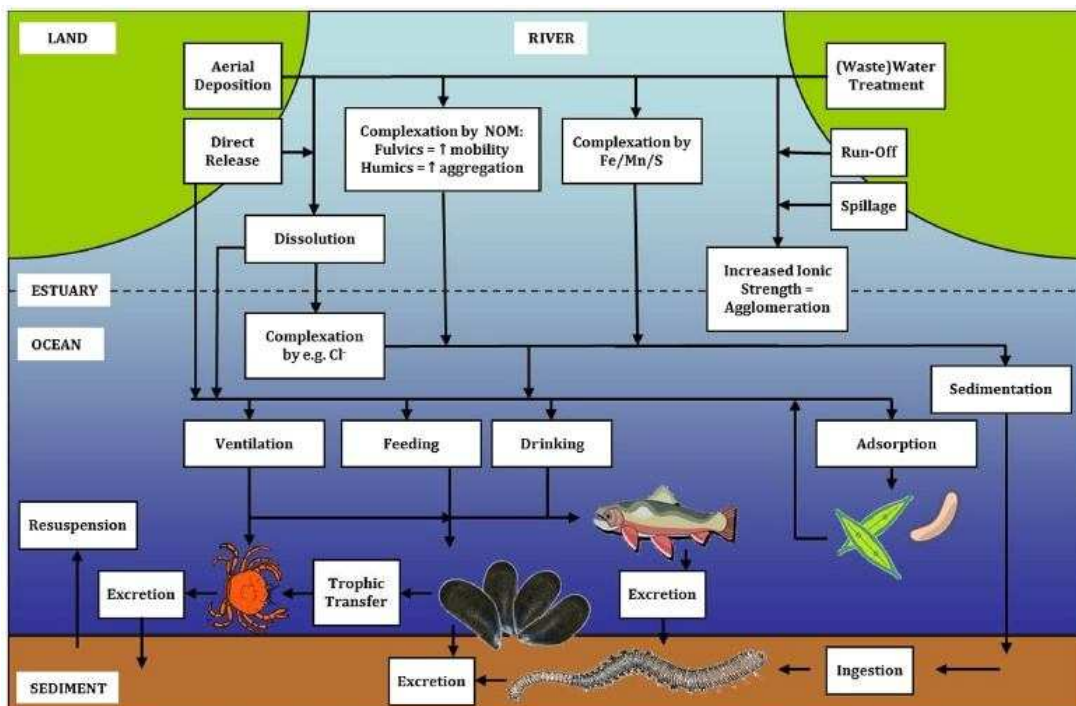 LAND
RIVER
Aerial
Deposition
(Waste)Water
Treatment
Direct
Release
Complexation by NOM:
Fulvics = ↑ mobility
Humics = ↑ aggregation
Complexation by
Fe/Mn/S
Run-Off
Spillage
Dissolution
Increased Ionic
Strength =
Agglomeration
ESTUARY
OCEAN
Complexation
by e.g. Cl⁻
Sedimentation
Ventilation
Feeding
Drinking
Adsorption
Resuspension
Excretion
Trophic
Transfer
Excretion
SEDIMENT
Excretion
Ingestion